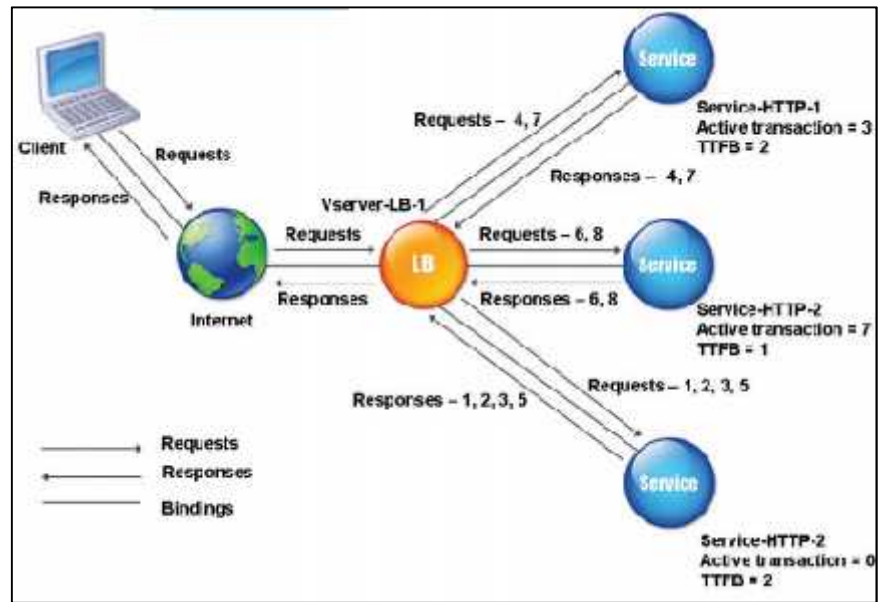 Service
Service-HTTP-1
Active transaction = 3
TTFB = 2
Requests – 4, 7
Client
Requests
Responses – 4, 7
Responses
Vserver-LB-1
Requests
Requests – 6, 8
LB
Service
Responses
Responses – 6, 8
Internet
Service-HTTP-2
Active transaction = 7
TTFB = 1
Requests – 1, 2, 3, 5
Responses – 1, 2, 3, 5
Requests
Responses
Bindings
Service
Service-HTTP-2
Active transaction = 0
TTFB = 2